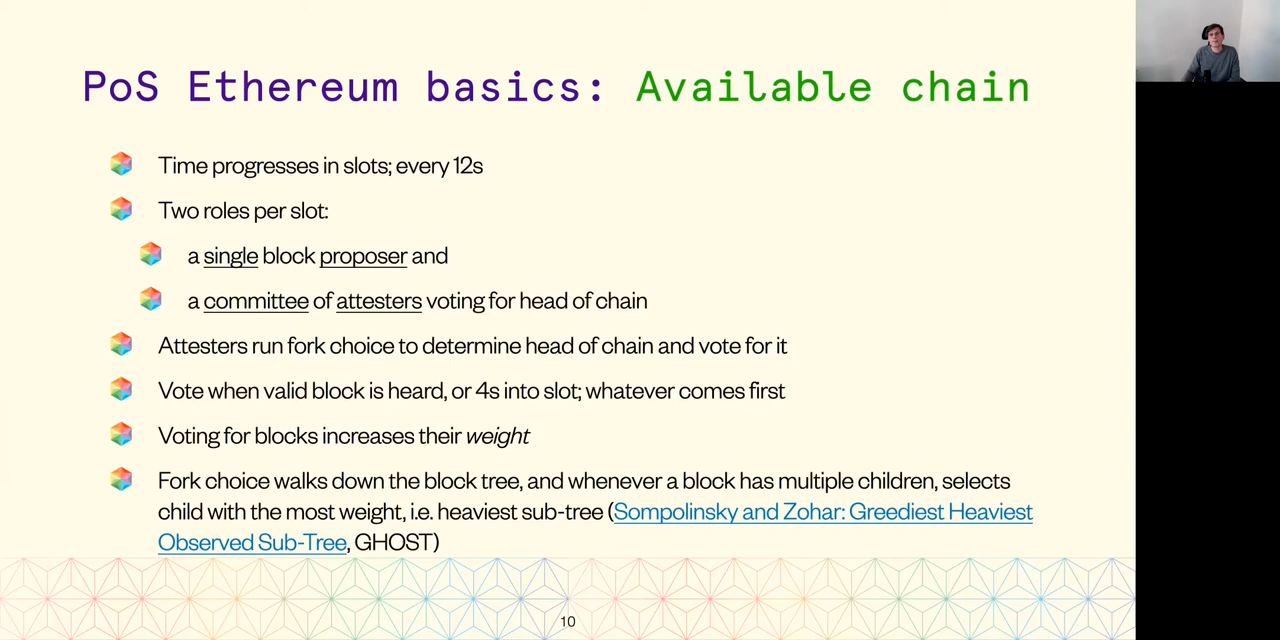 PoS Ethereum basics: Available chain
Time progresses in slots; every 12s
Two roles per slot:
a single block proposer and
a committee of attesters voting for head of chain
Attesters run fork choice to determine head of chain and vote for it
Vote when valid block is heard, or 4s into slot; whatever comes first
Voting for blocks increases their weight
Fork choice walks down the block tree, and whenever a block has multiple children, selects
child with the most weight, i.e. heaviest sub-tree (Sompolinsky and Zohar: Greediest Heaviest
Observed Sub-Tree, GHOST)
10